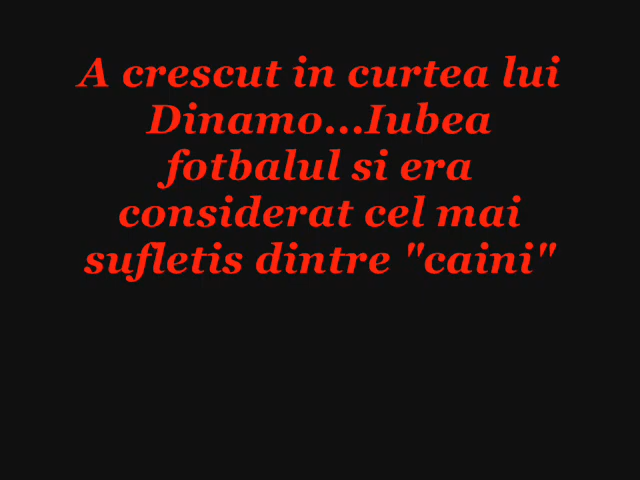 A crescut in curtea lui
Dinamo...Iubea
fotbalul si era
considerat cel mai
sufletis dintre "caini"